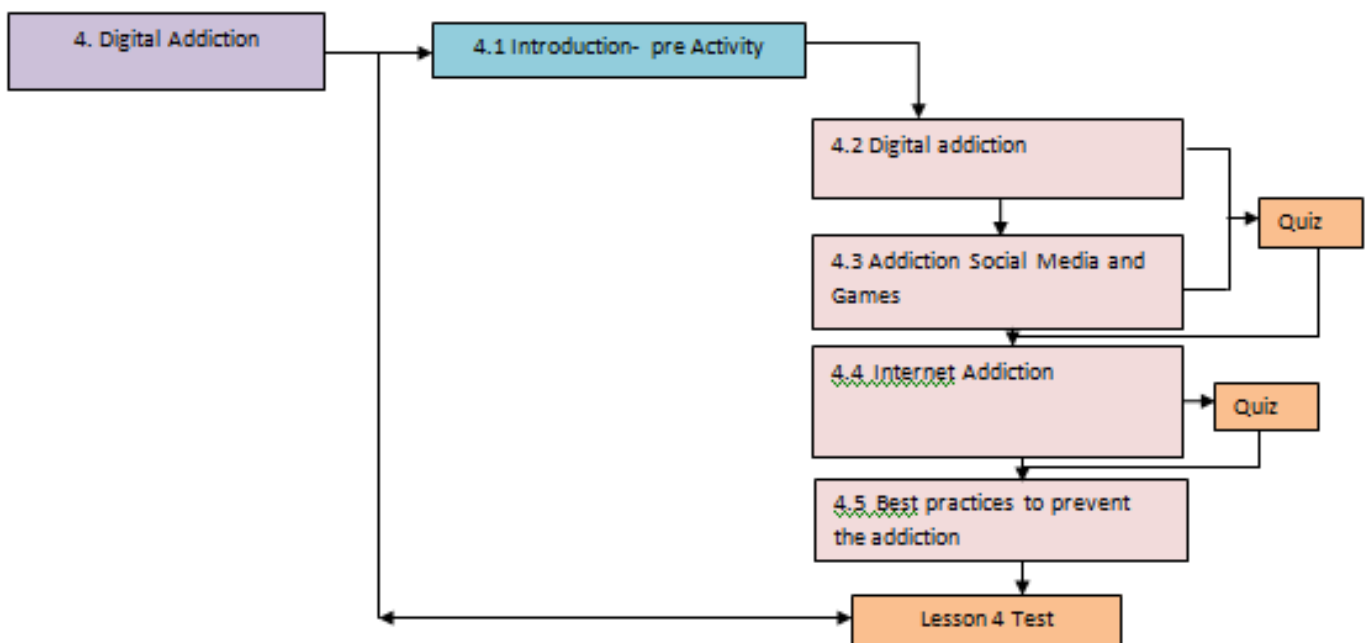 4. Digital Addiction
4.1 Introduction- pre Activity
4.2 Digital addiction
Quiz
4.3 Addiction Social Media and
Games
4.4 Internet Addiction
Quiz
4.5 Best practices to prevent
the addiction
Lesson 4 Test